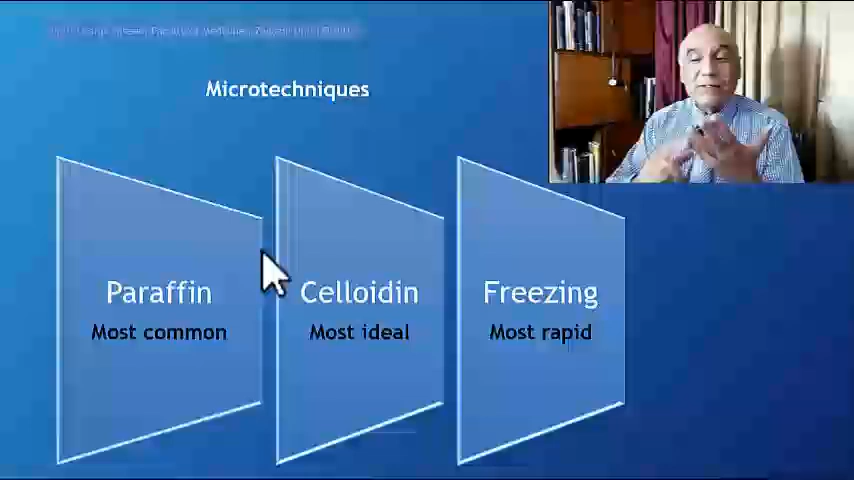 Microtechniques
Paraffin
Most common
Celloidin
Most ideal
Freezing
Most rapid